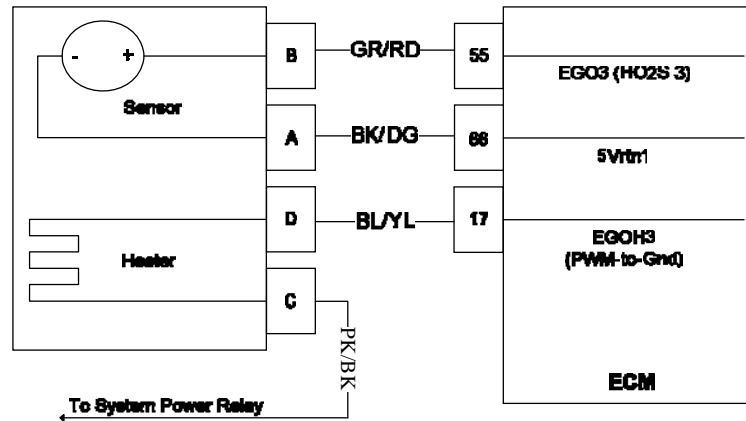 B GR/RD 55
- +
EGO3 (HO2S 3)
Sensor
A BK/DG 66
5Vrtn1
D BL/YL 17
EGOH3
(PWM-to-Gnd)
Heater
C
PK/BK
ECM
To System Power Relay